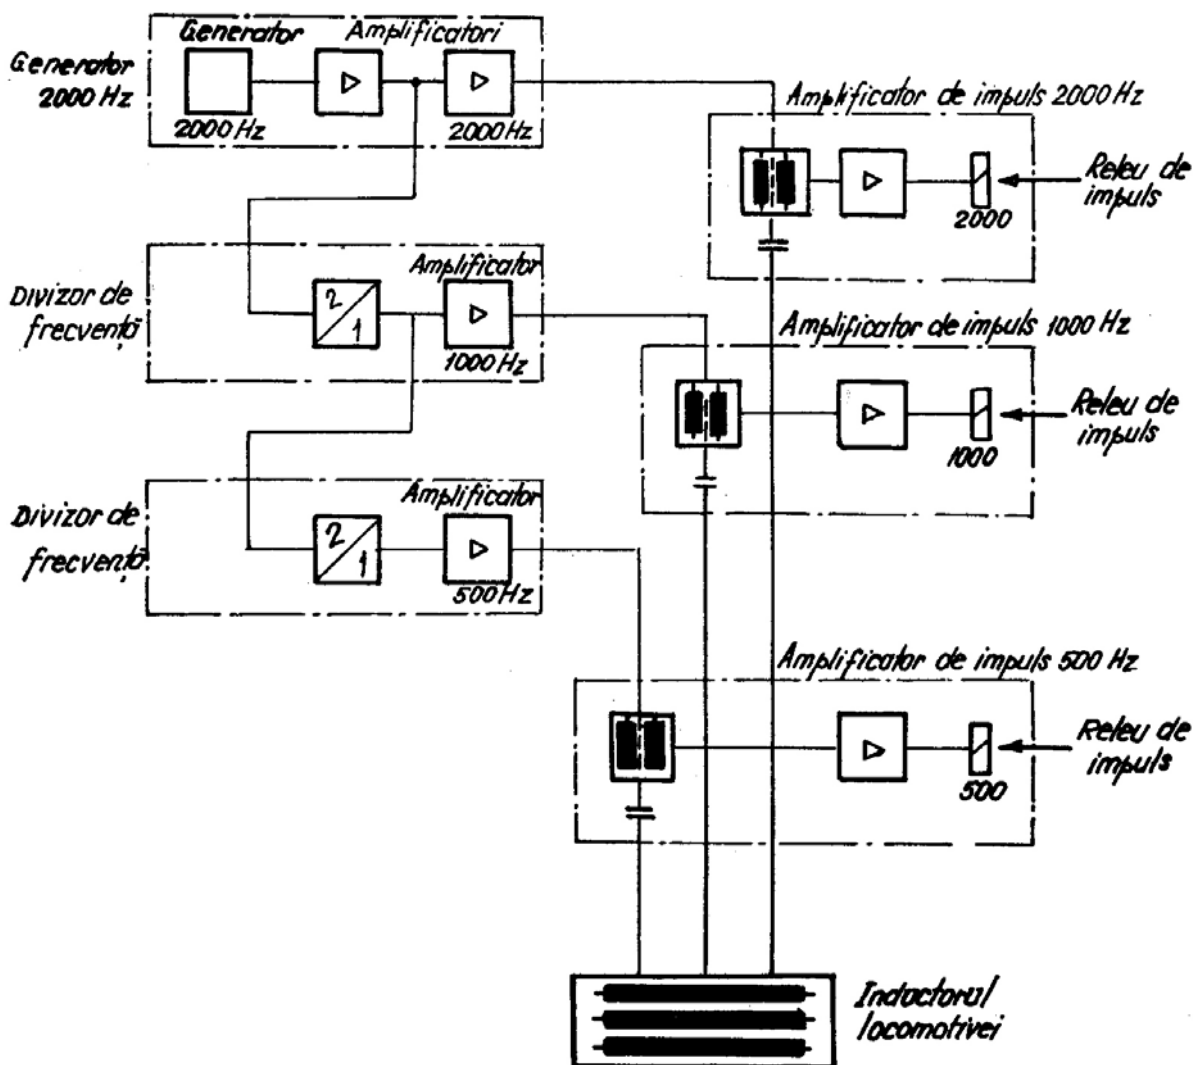 Generator
Amplificatori
Generator
2000 Hz
2000 Hz
2000 Hz
Amplificator de impuls 2000 Hz
Releu de
impuls
2000
Divizor de
frecvență
2
1
Amplificator
1000 Hz
Amplificator de impuls 1000 Hz
Releu de
impuls
1000
Divizor de
frecvență
2
1
Amplificator
500 Hz
Amplificator de impuls 500 Hz
Releu de
impuls
500
Inductorul
locomotivei